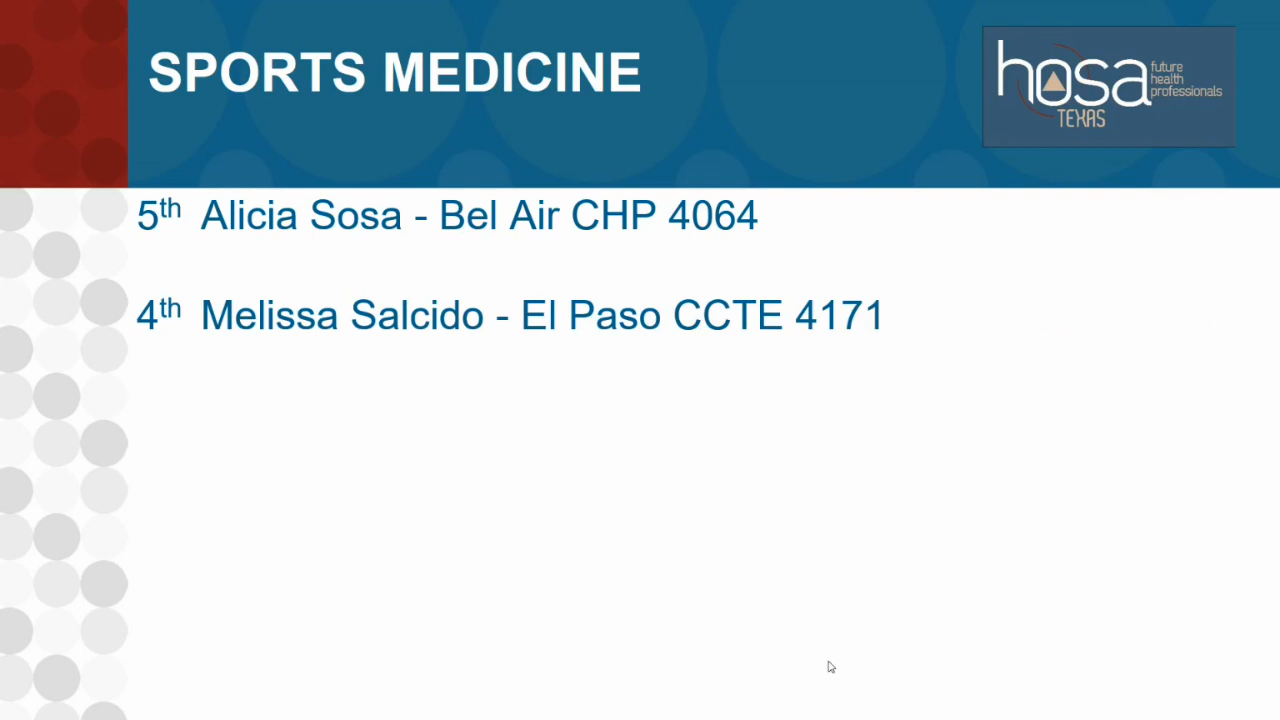 SPORTS MEDICINE
hosa
future
health
professionals
TEXAS
5th Alicia Sosa - Bel Air CHP 4064
4th Melissa Salcido - El Paso CCTE 4171